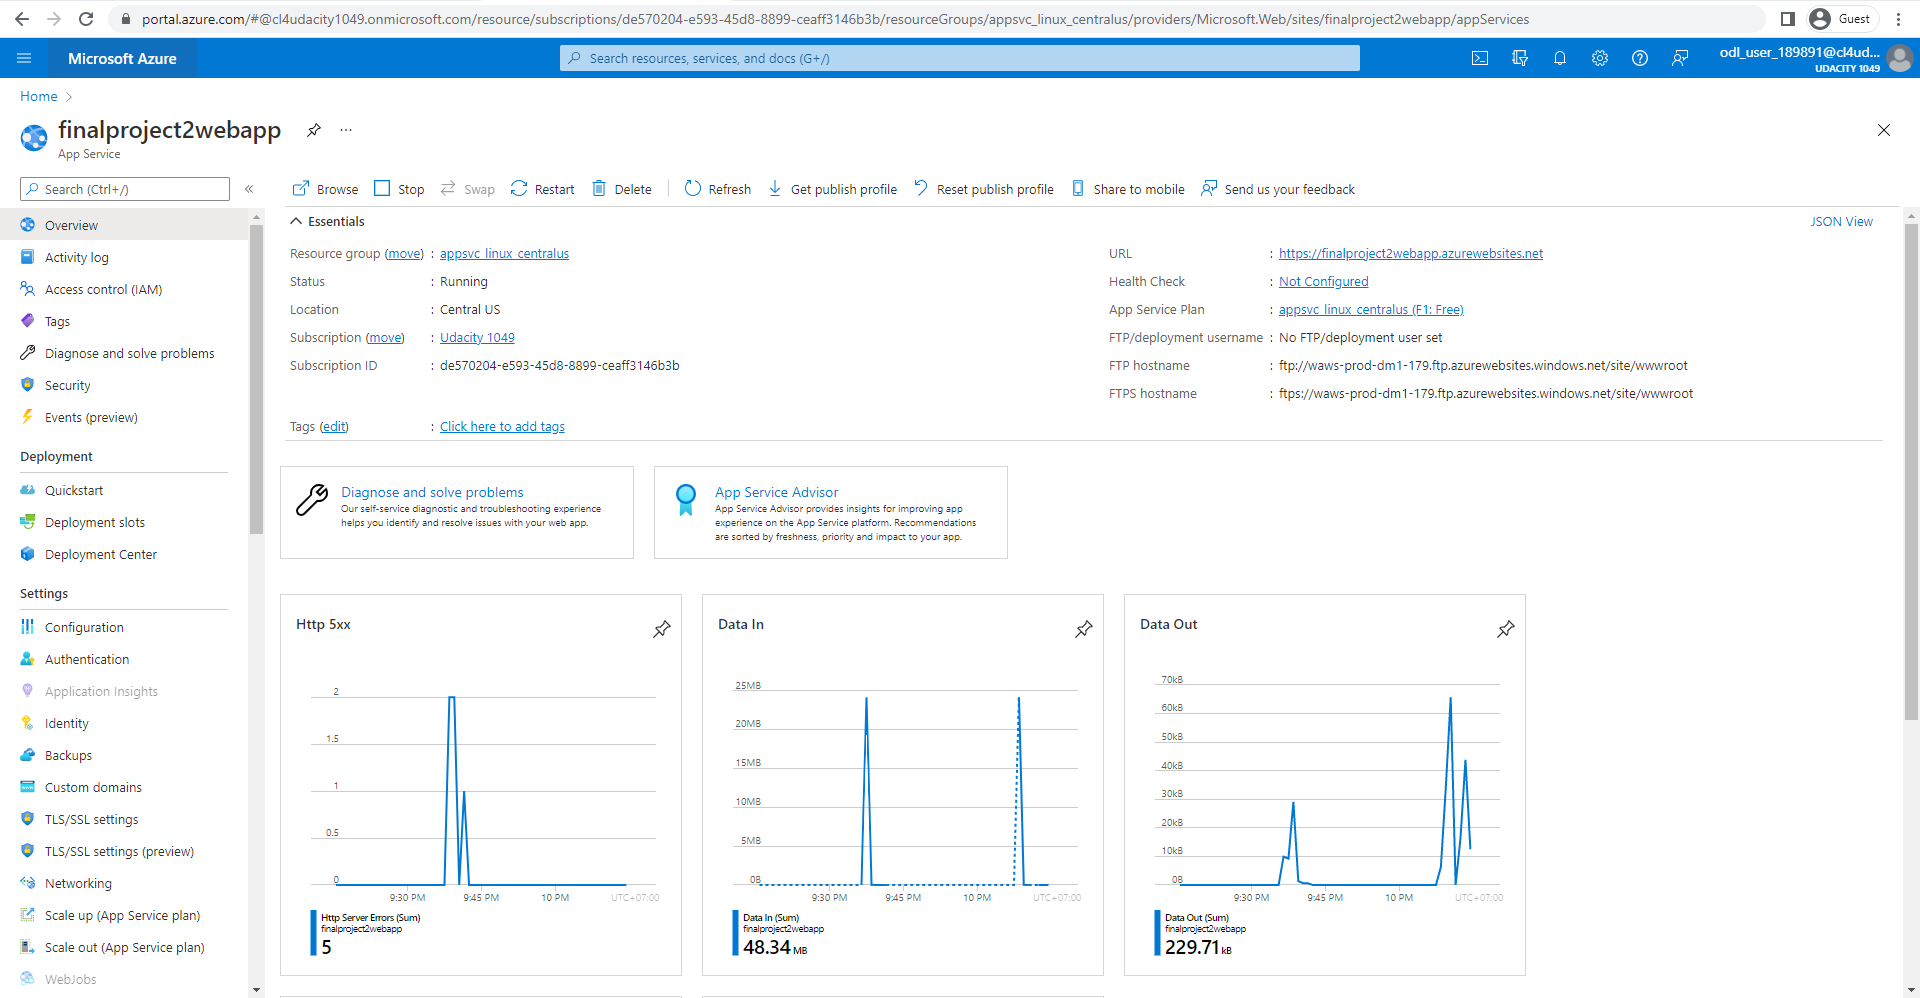 portal.azure.com/#@cl4udacity1049.onmicrosoft.com/resource/subscriptions/de570204-e593-45d8-8899-ceaff3146b3b/resourceGroups/appsvc_linux_centralus/providers/Microsoft.Web/sites/finalproject2webapp/appServices
Guest
Microsoft Azure
Search resources, services, and docs (G+/)
odl_user_189891@cl4ud...
UDACITY 1049
Home
finalproject2webapp
...
App Service
Search (Ctrl+/)
«
Browse
Stop
Swap
Restart
Delete
Refresh
Get publish profile
Reset publish profile
Share to mobile
Send us your feedback
Overview
Activity log
Access control (IAM)
Tags
Diagnose and solve problems
Security
Events (preview)
Deployment
Quickstart
Deployment slots
Deployment Center
Settings
Configuration
Authentication
Application Insights
Identity
Backups
Custom domains
TLS/SSL settings
TLS/SSL settings (preview)
Networking
Scale up (App Service plan)
Scale out (App Service plan)
WebJobs
Essentials
JSON View
Resource group (move) : appsvc_linux_centralus
Status : Running
Location : Central US
Subscription (move) : Udacity 1049
Subscription ID : de570204-e593-45d8-8899-ceaff3146b3b
URL : https://finalproject2webapp.azurewebsites.net
Health Check : Not Configured
App Service Plan : appsvc_linux_centralus (F1: Free)
FTP/deployment username : No FTP/deployment user set
FTP hostname : ftp://waws-prod-dm1-179.ftp.azurewebsites.windows.net/site/wwwroot
FTPS hostname : ftps://waws-prod-dm1-179.ftp.azurewebsites.windows.net/site/wwwroot
Tags (edit) : Click here to add tags
Diagnose and solve problems
Our self-service diagnostic and troubleshooting experience
helps you identify and resolve issues with your web app.
App Service Advisor
App Service Advisor provides insights for improving app
experience on the App Service platform. Recommendations
are sorted by freshness, priority and impact to your app.
Http 5xx
2
1.5
1
0.5
0
9:30 PM 9:45 PM 10 PM UTC+07:00
Http Server Errors (Sum)
finalproject2webapp
5
Data In
25MB
20MB
15MB
10MB
5MB
0B
9:30 PM 9:45 PM 10 PM UTC+07:00
Data In (Sum)
finalproject2webapp
48.34 MB
Data Out
70kB
60kB
50kB
40kB
30kB
20kB
10kB
0B
9:30 PM 9:45 PM 10 PM UTC+07:00
Data Out (Sum)
finalproject2webapp
229.71 kB